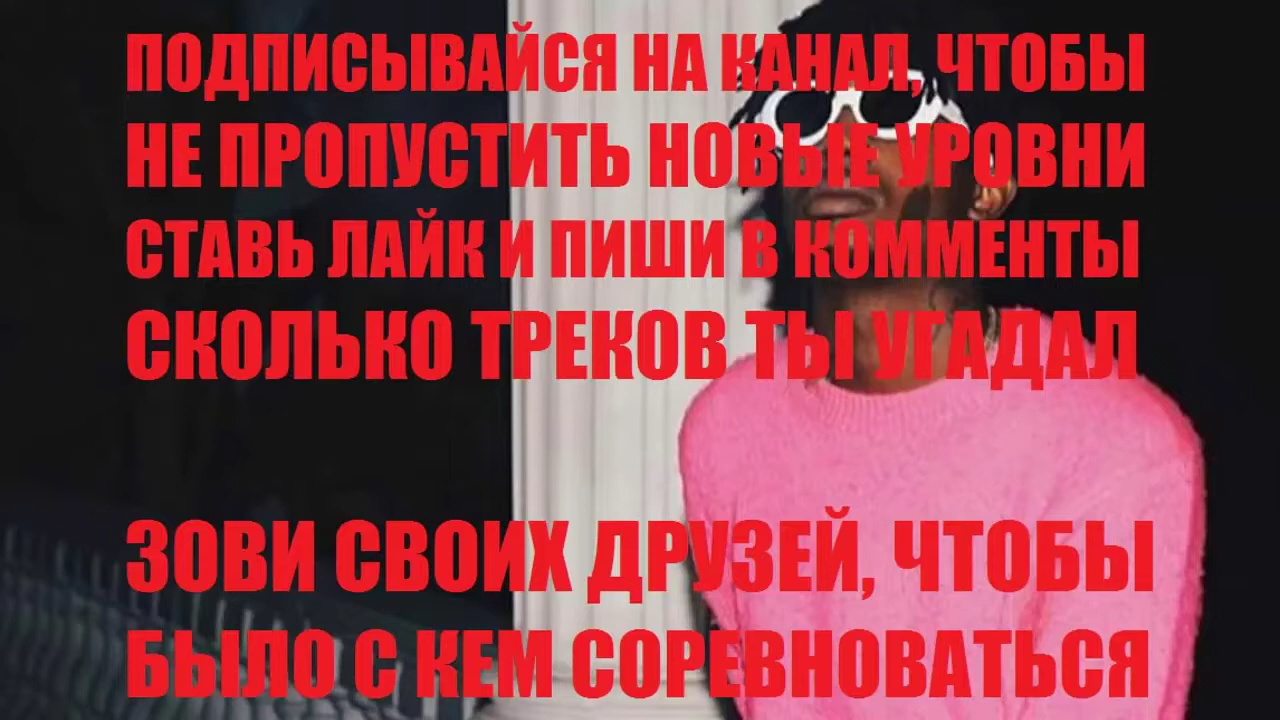 ПОДПИСЫВАЙСЯ НА КАНАЛ, ЧТОБЫ
НЕ ПРОПУСТИТЬ НОВЫЕ УРОВНИ
СТАВЬ ЛАЙК И ПИШИ В КОММЕНТЫ
СКОЛЬКО ТРЕКОВ ТЫ УГАДАЛ
ЗОВИ СВОИХ ДРУЗЕЙ, ЧТОБЫ
БЫЛО С КЕМ СОРЕВНОВАТЬСЯ